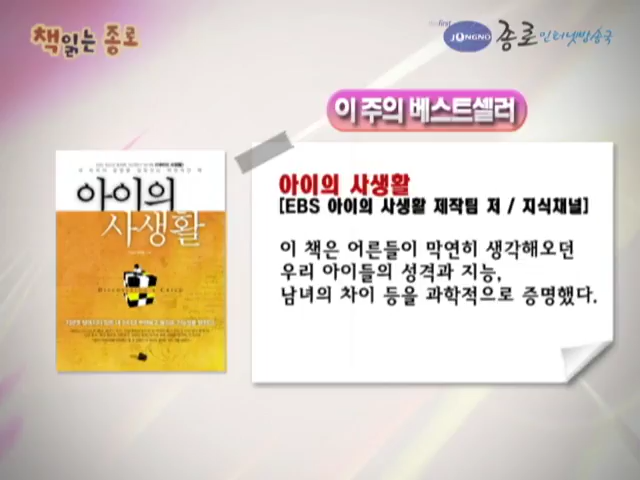 책읽는 종로
JONGNO 종로 인터넷방송국
이 주의 베스트셀러
아이의 사생활
[EBS 아이의 사생활 제작팀 저 / 지식채널]
이 책은 어른들이 막연히 생각해오던
우리 아이들의 성격과 지능,
남녀의 차이 등을 과학적으로 증명했다.
아이의
사생활